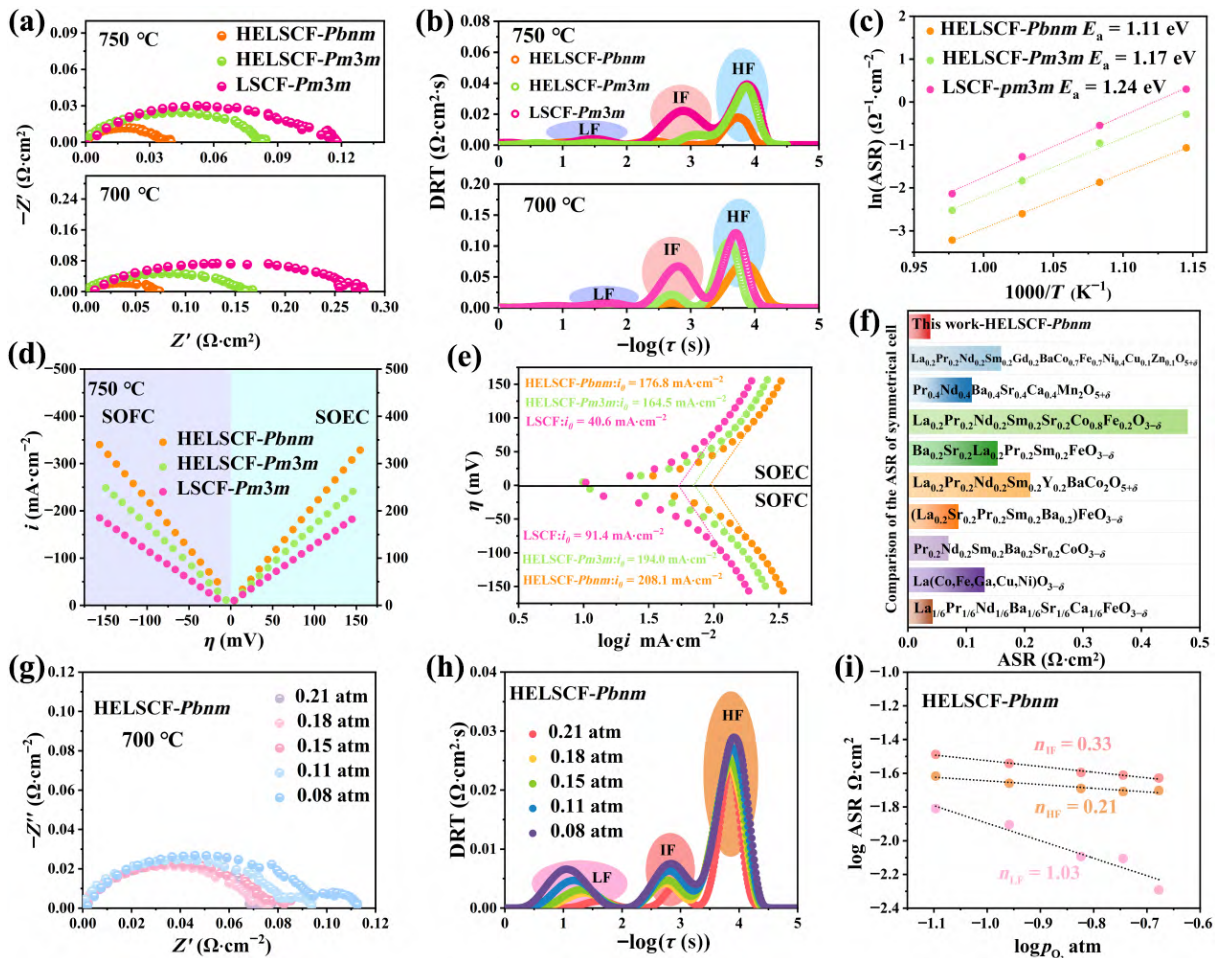 (a)
750 °C
HELSCF-Pbnm
HELSCF-Pm3m
LSCF-Pm3m
0.09
0.06
0.03
0.00
0.00 0.03 0.06 0.09 0.12
700 °C
0.24
0.18
0.12
0.06
0.00
0.00 0.05 0.10 0.15 0.20 0.25 0.30
−Z′ (Ω·cm²)
Z′ (Ω·cm²)
(b)
750 °C
HELSCF-Pbnm
HELSCF-Pm3m
LSCF-Pm3m
LF
IF
HF
0.09
0.06
0.03
0.00
0 1 2 3 4 5
700 °C
LF
IF
HF
0.20
0.15
0.10
0.05
0.00
0 1 2 3 4 5
DRT (Ω·cm²·s)
−log(τ (s))
(c)
HELSCF-Pbnm Eₐ = 1.11 eV
HELSCF-Pm3m Eₐ = 1.17 eV
LSCF-pm3m Eₐ = 1.24 eV
0
−1
−2
−3
0.95 1.00 1.05 1.10 1.15
ln(ASR) (Ω⁻¹·cm⁻²)
1000/T (K⁻¹)
(d)
750 °C
SOFC
SOEC
HELSCF-Pbnm
HELSCF-Pm3m
LSCF-Pm3m
−500 500
−400 400
−300 300
−200 200
−100 100
0 0
−150 −100 −50 0 50 100 150
i (mA·cm⁻²)
η (mV)
(e)
HELSCF-Pbnm:i₀ = 176.8 mA·cm⁻²
HELSCF-Pm3m:i₀ = 164.5 mA·cm⁻²
LSCF:i₀ = 40.6 mA·cm⁻²
SOEC
SOFC
LSCF:i₀ = 91.4 mA·cm⁻²
HELSCF-Pm3m:i₀ = 194.0 mA·cm⁻²
HELSCF-Pbnm:i₀ = 208.1 mA·cm⁻²
150
100
50
0
−50
−100
−150
0.5 1.0 1.5 2.0 2.5
η (mV)
log i mA·cm⁻²
(f)
This work-HELSCF-Pbnm
La₀.₂Pr₀.₂Nd₀.₂Sm₀.₂Gd₀.₂BaCo₀.₇Fe₀.₇Ni₀.₄Cu₀.₁Zn₀.₁O₅₊δ
Pr₀.₄Nd₀.₄Ba₀.₄Sr₀.₄Ca₀.₄Mn₂O₅₊δ
La₀.₂Pr₀.₂Nd₀.₂Sm₀.₂Sr₀.₂Co₀.₈Fe₀.₂O₃₋δ
Ba₀.₂Sr₀.₂La₀.₂Pr₀.₂Sm₀.₂FeO₃₋δ
La₀.₂Pr₀.₂Nd₀.₂Sm₀.₂Y₀.₂BaCo₂O₅₊δ
(La₀.₂Sr₀.₂Pr₀.₂Sm₀.₂Ba₀.₂)FeO₃₋δ
Pr₀.₂Nd₀.₂Sm₀.₂Ba₀.₂Sr₀.₂CoO₃₋δ
La(Co,Fe,Ga,Cu,Ni)O₃₋δ
La₁/₆Pr₁/₆Nd₁/₆Ba₁/₆Sr₁/₆Ca₁/₆FeO₃₋δ
0.0 0.1 0.2 0.3 0.4 0.5
Comparison of the ASR of symmetrical cell
ASR (Ω·cm²)
(g)
HELSCF-Pbnm
700 °C
0.21 atm
0.18 atm
0.15 atm
0.11 atm
0.08 atm
0.12
0.10
0.08
0.06
0.04
0.02
0.00
0.00 0.02 0.04 0.06 0.08 0.10 0.12
−Z″ (Ω·cm⁻²)
Z′ (Ω·cm⁻²)
(h)
HELSCF-Pbnm
0.21 atm
0.18 atm
0.15 atm
0.11 atm
0.08 atm
LF
IF
HF
0.04
0.03
0.02
0.01
0.00
0 1 2 3 4 5
DRT (Ω·cm²·s)
−log(τ (s))
(i)
HELSCF-Pbnm
n_IF = 0.33
n_HF = 0.21
n_LF = 1.03
−1.0
−1.2
−1.4
−1.6
−1.8
−2.0
−2.2
−2.4
−1.1 −1.0 −0.9 −0.8 −0.7 −0.6
log ASR Ω·cm²
log p_O₂ atm